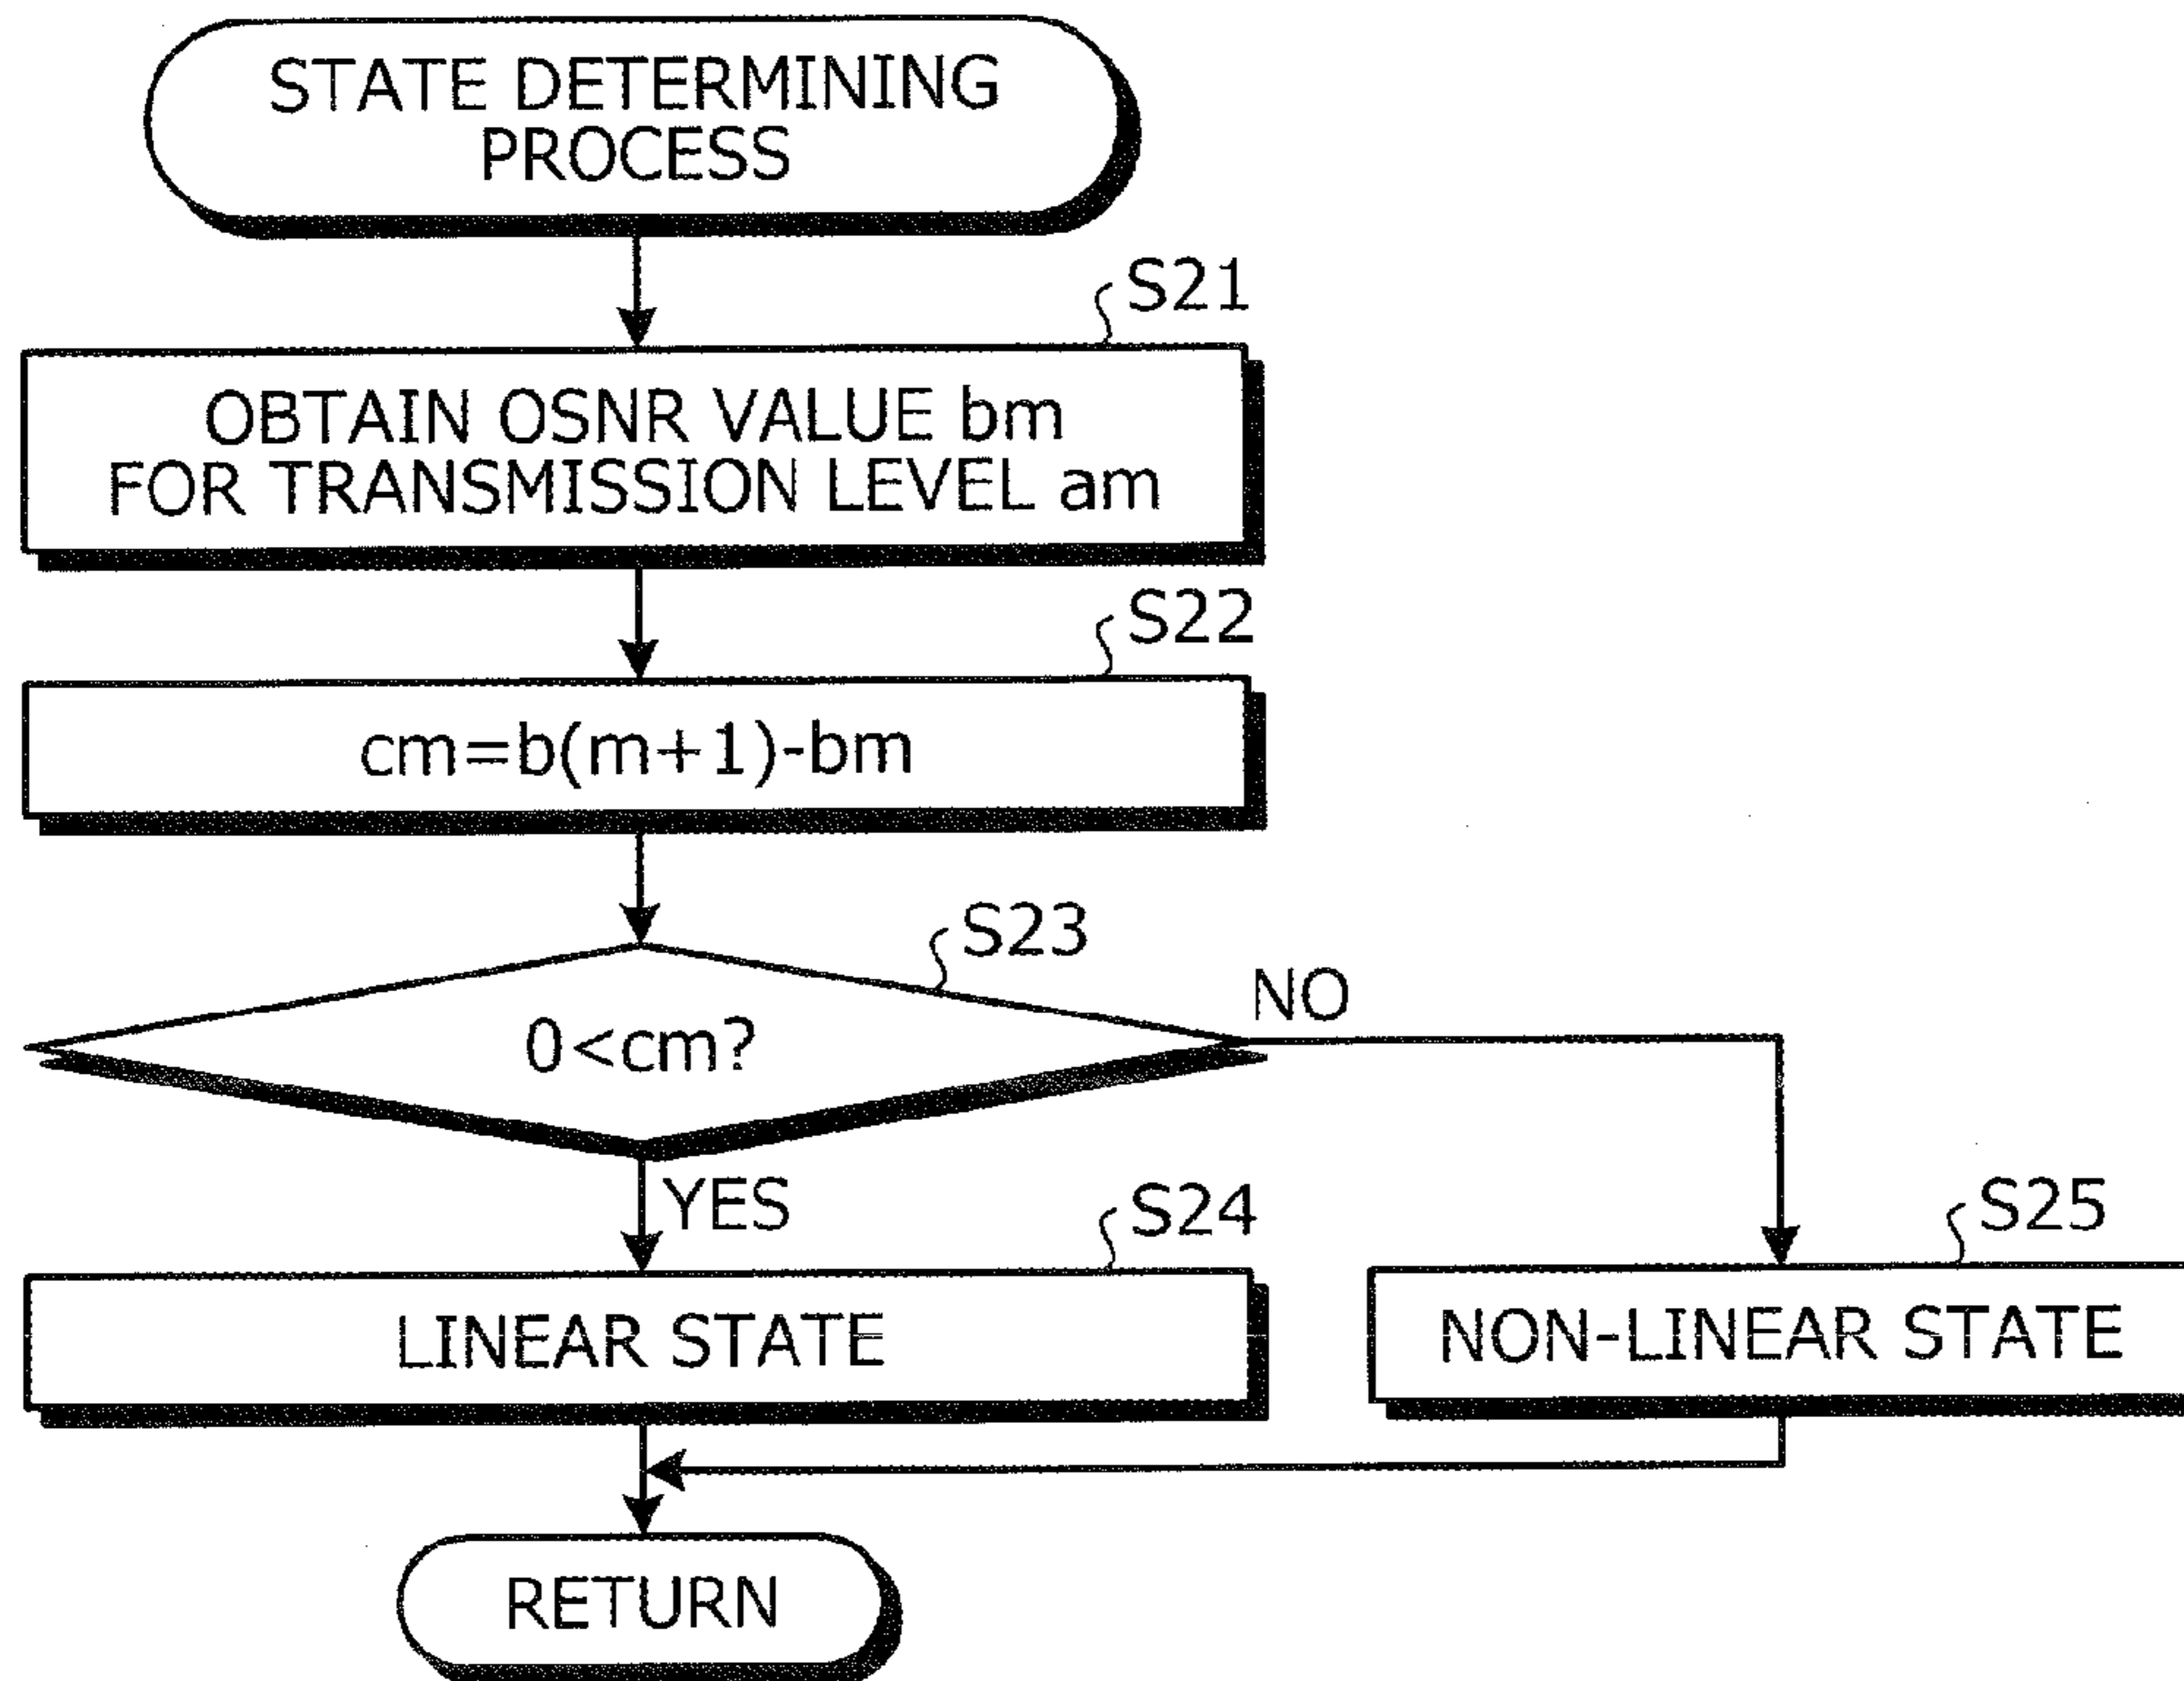 STATE DETERMINING
PROCESS
S21
OBTAIN OSNR VALUE bm
FOR TRANSMISSION LEVEL am
S22
cm=b(m+1)-bm
S23
0<cm?
NO
YES
S24
LINEAR STATE
S25
NON-LINEAR STATE
RETURN